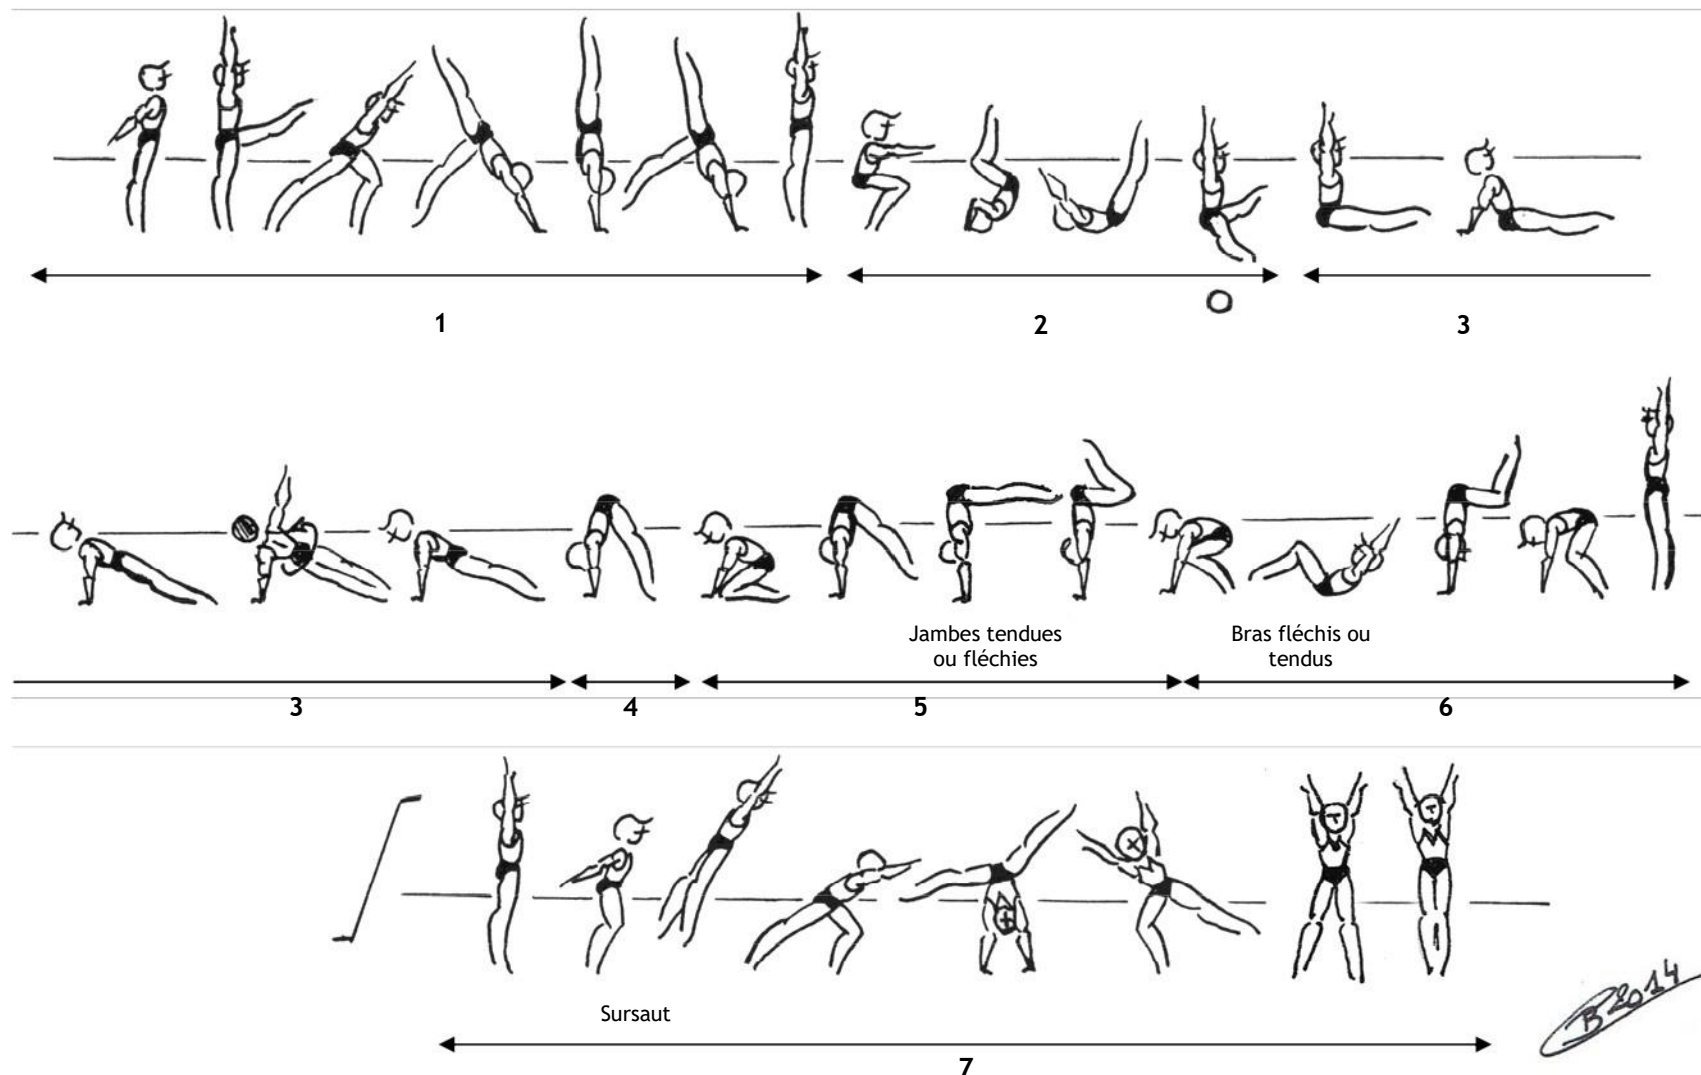 1
2
3
Jambes tendues
ou fléchies
Bras fléchis ou
tendus
3
4
5
6
Sursaut
7
B2014